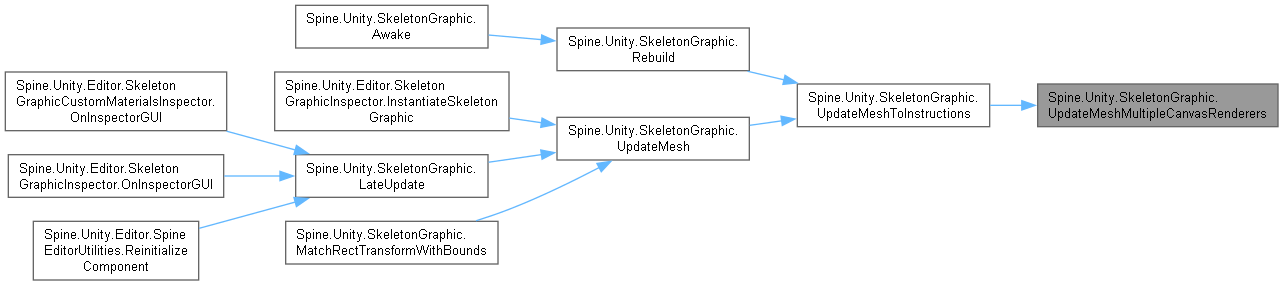 Spine.Unity.SkeletonGraphic.
Awake
Spine.Unity.SkeletonGraphic.
Rebuild
Spine.Unity.Editor.Skeleton
GraphicCustomMaterialsInspector.
OnInspectorGUI
Spine.Unity.Editor.Skeleton
GraphicInspector.InstantiateSkeleton
Graphic
Spine.Unity.SkeletonGraphic.
UpdateMeshToInstructions
Spine.Unity.SkeletonGraphic.
UpdateMeshMultipleCanvasRenderers
Spine.Unity.SkeletonGraphic.
UpdateMesh
Spine.Unity.Editor.Skeleton
GraphicInspector.OnInspectorGUI
Spine.Unity.SkeletonGraphic.
LateUpdate
Spine.Unity.Editor.Spine
EditorUtilities.Reinitialize
Component
Spine.Unity.SkeletonGraphic.
MatchRectTransformWithBounds